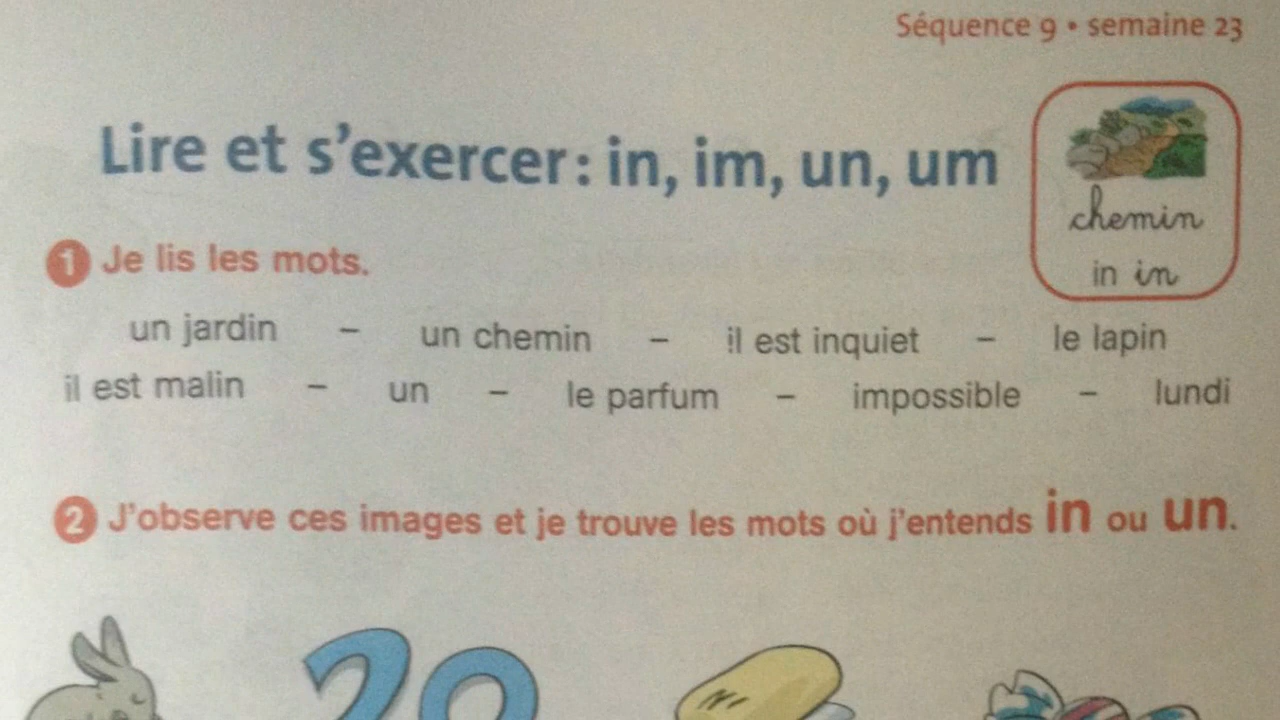 Séquence 9 • semaine 23
Lire et s'exercer : in, im, un, um
chemin
in in
1 Je lis les mots.
un jardin – un chemin – il est inquiet – le lapin
il est malin – un – le parfum – impossible – lundi
2 J'observe ces images et je trouve les mots où j'entends in ou un.
20